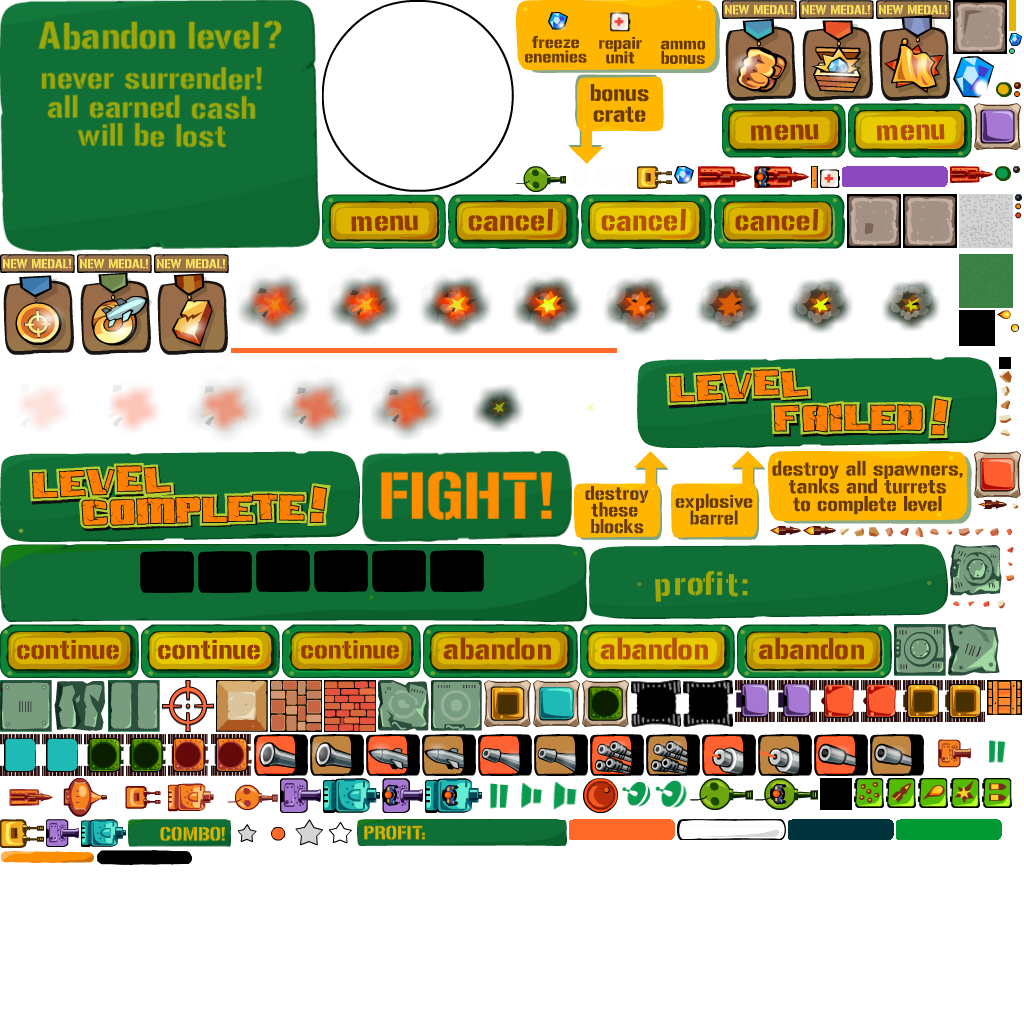 Abandon level?
never surrender!
all earned cash
will be lost
freeze
enemies
repair
unit
ammo
bonus
bonus
crate
NEW MEDAL!
NEW MEDAL!
NEW MEDAL!
menu
menu
menu
cancel
cancel
cancel
NEW MEDAL!
NEW MEDAL!
NEW MEDAL!
LEVEL
FAILED!
LEVEL
COMPLETE!
FIGHT!
destroy
these
blocks
explosive
barrel
destroy all spawners,
tanks and turrets
to complete level
profit:
continue
continue
continue
abandon
abandon
abandon
COMBO!
PROFIT: